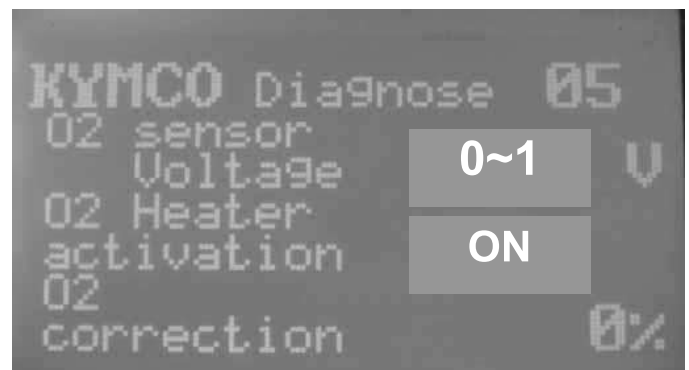 KYMCO Diagnose 05
O2 sensor
Voltage 0~1 V
O2 Heater
activation ON
O2
correction 0%